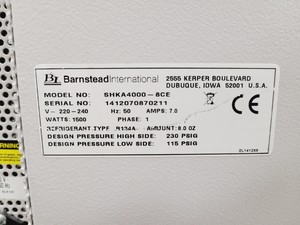 BL BarnsteadInternational
2555 KERPER BOULEVARD
DUBUQUE, IOWA 52001 U.S.A.
MODEL NO: SHKA4000-8CE
SERIAL NO: 1412070870211
V~ 220-240 Hz: 50 AMPS: 7.0
WATTS: 1500 PHASE: 1
REFRIGERANT TYPE R134A AMOUNT: 8.0 OZ
DESIGN PRESSURE HIGH SIDE: 230 PSIG
DESIGN PRESSURE LOW SIDE: 115 PSIG
CE